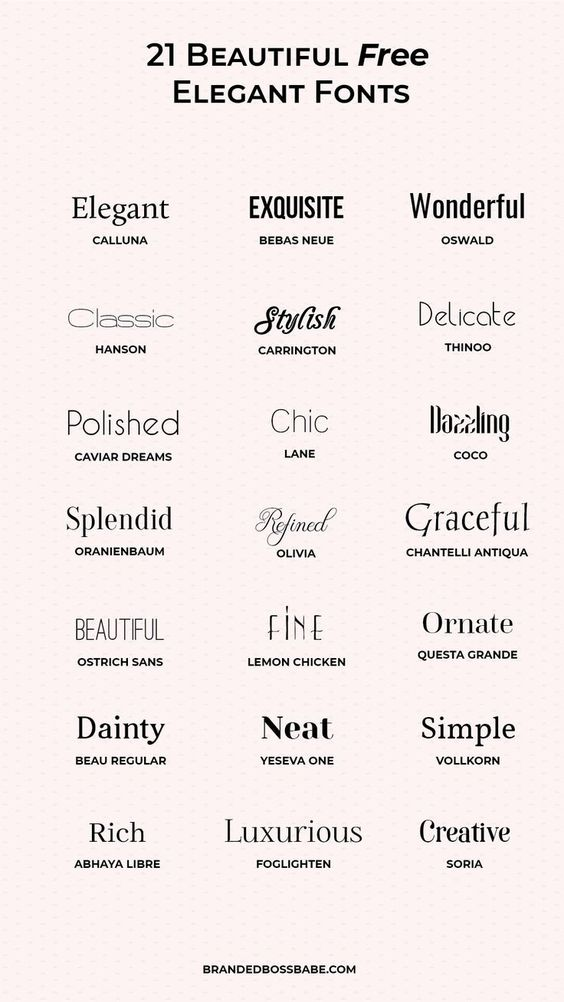 21 BEAUTIFUL Free
ELEGANT FONTS
Elegant EXQUISITE Wonderful
CALLUNA BEBAS NEUE OSWALD
Classic Stylish Delicate
HANSON CARRINGTON THINOO
Polished Chic Dazzling
CAVIAR DREAMS LANE COCO
Splendid Refined Graceful
ORANIENBAUM OLIVIA CHANTELLI ANTIQUA
BEAUTIFUL FINE Ornate
OSTRICH SANS LEMON CHICKEN QUESTA GRANDE
Dainty Neat Simple
BEAU REGULAR YESEVA ONE VOLLKORN
Rich Luxurious Creative
ABHAYA LIBRE FOGLIGHTEN SORIA
BRANDEDBOSSBABE.COM